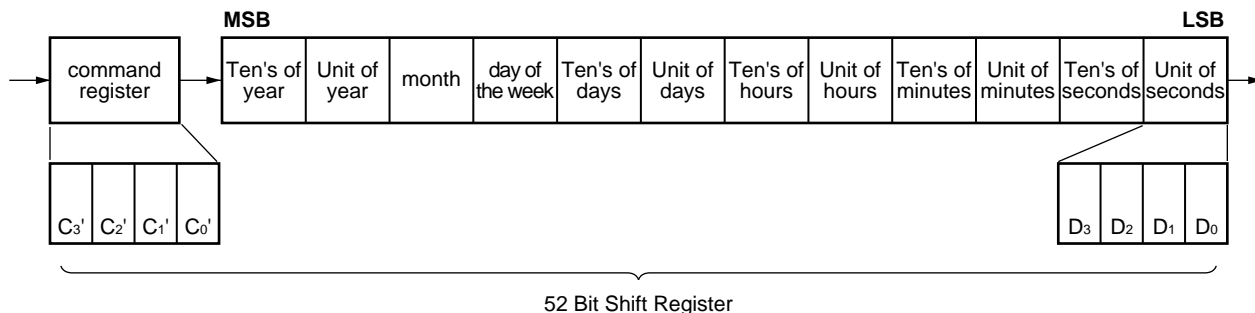 MSB
LSB
command
register
Ten's of
year
Unit of
year
month
day of
the week
Ten's of
days
Unit of
days
Ten's of
hours
Unit of
hours
Ten's of
minutes
Unit of
minutes
Ten's of
seconds
Unit of
seconds
C3'
C2'
C1'
C0'
D3
D2
D1
D0
52 Bit Shift Register